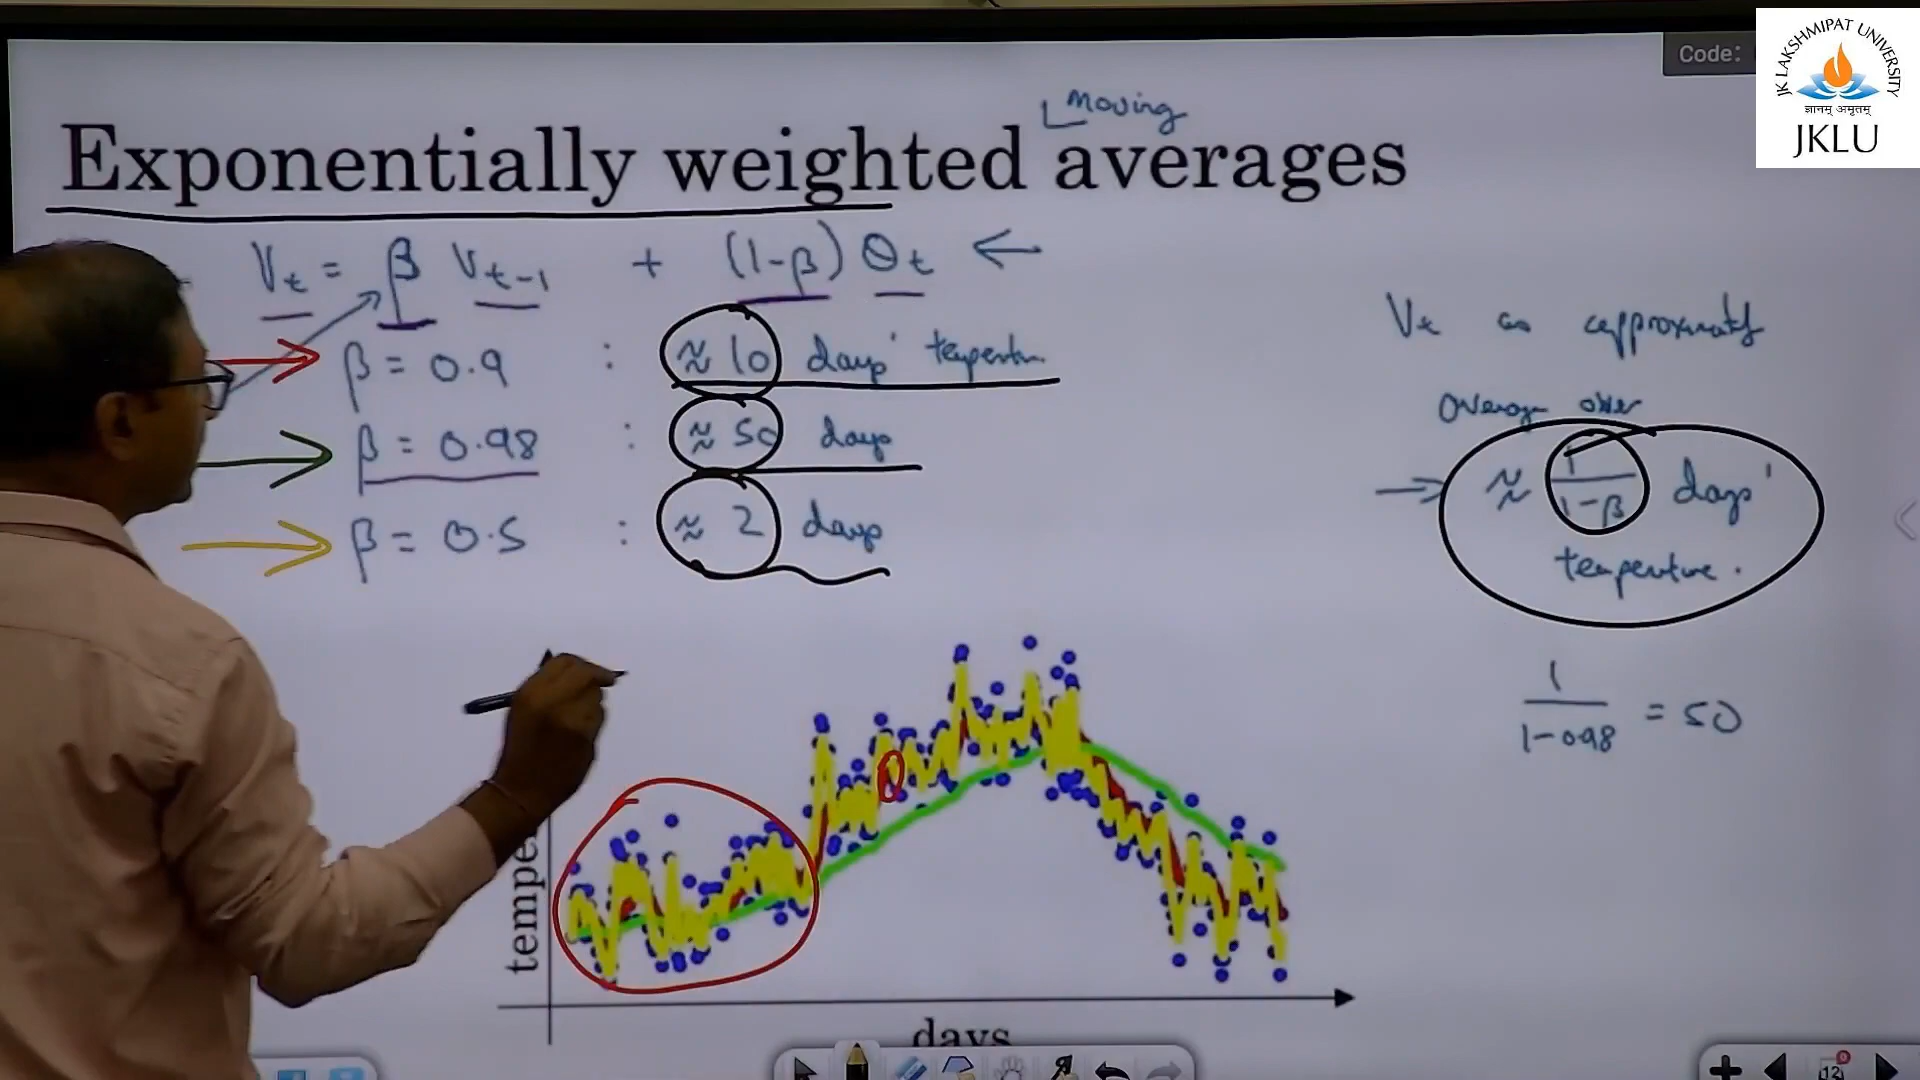 Code:
JK LAKSHMIPAT UNIVERSITY
ज्ञानम् अमृतम्
JKLU
moving
Exponentially weighted averages
Vt = β Vt-1 + (1-β) θt ←
β = 0.9 : ≈ 10 days' temperature
β = 0.98 : ≈ 50 days
β = 0.5 : ≈ 2 days
Vt as approximately
average over
→ ≈ 1/1-β days'
temperature.
1/1-0.98 = 50
tempe
days
12